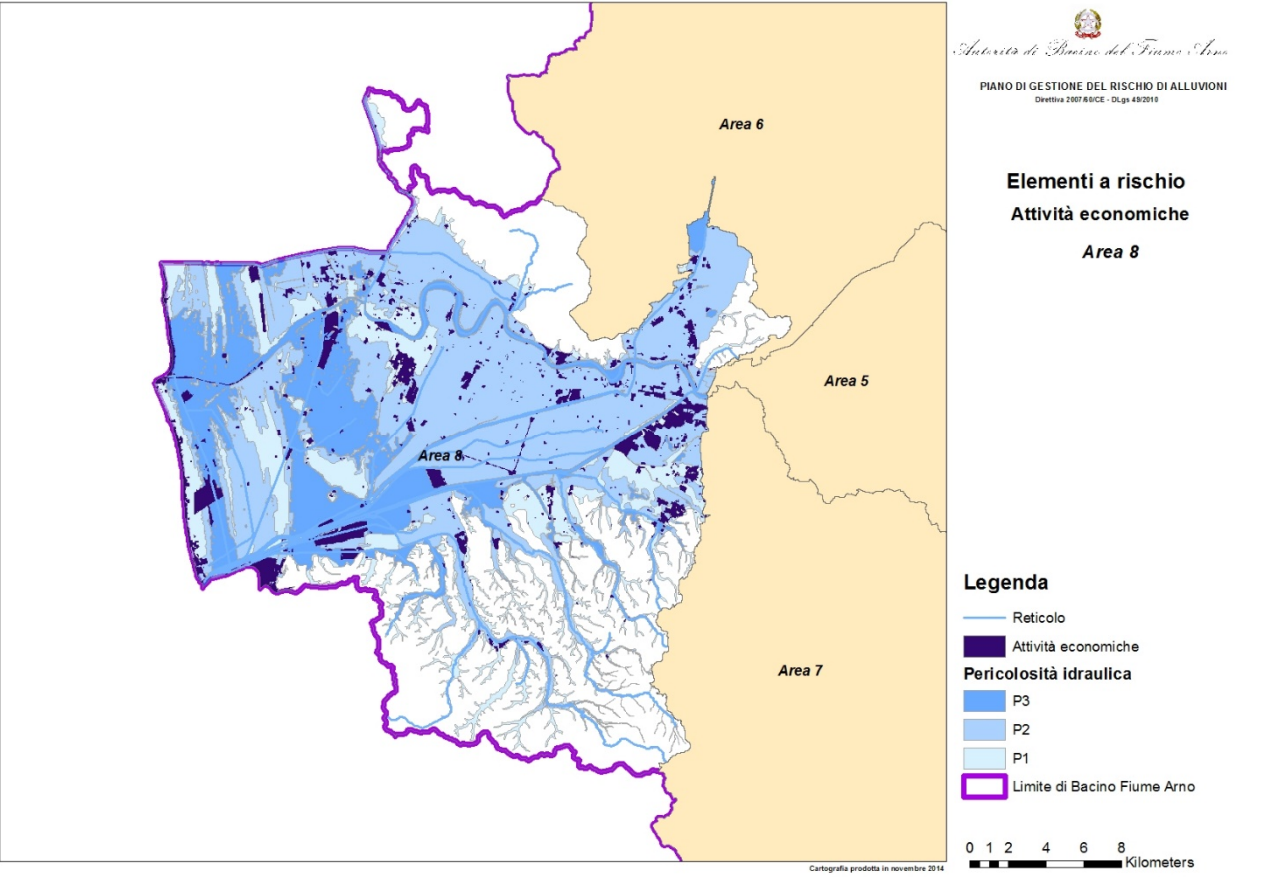 Autorità di Bacino del Fiume Arno
PIANO DI GESTIONE DEL RISCHIO DI ALLUVIONI
Direttiva 2007/60/CE - DLgs 49/2010
Elementi a rischio
Attività economiche
Area 8
Area 6
Area 5
Area 8
Area 7
Legenda
Reticolo
Attività economiche
Pericolosità idraulica
P3
P2
P1
Limite di Bacino Fiume Arno
0 1 2 4 6 8
Kilometers
Cartografia prodotta in novembre 2014